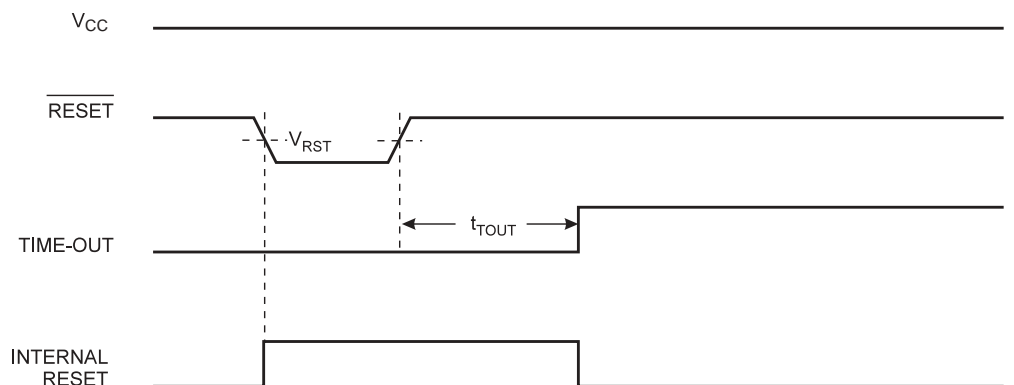 VCC
RESET
VRST
tTOUT
TIME-OUT
INTERNAL
RESET